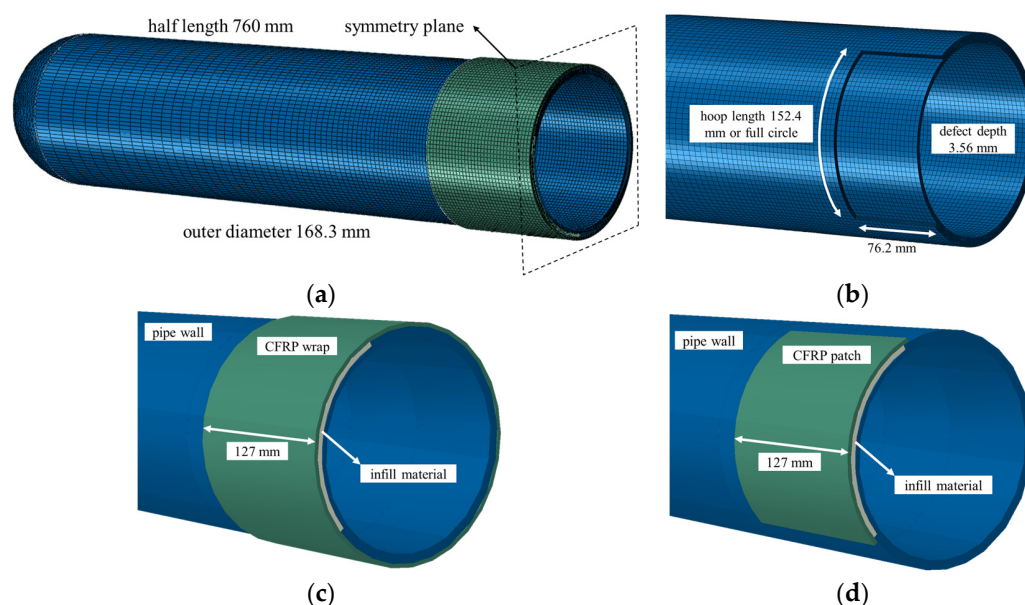 half length 760 mm
symmetry plane
outer diameter 168.3 mm
(a)
hoop length 152.4
mm or full circle
defect depth
3.56 mm
76.2 mm
(b)
pipe wall
CFRP wrap
127 mm
infill material
(c)
pipe wall
CFRP patch
127 mm
infill material
(d)